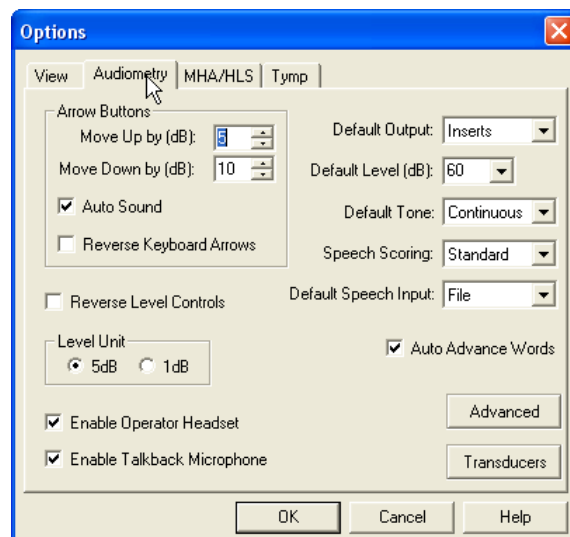 Options
View Audiometry MHA/HLS Tymp
Arrow Buttons
Move Up by (dB): 5
Move Down by (dB): 10
Auto Sound
Reverse Keyboard Arrows
Reverse Level Controls
Level Unit
5dB 1dB
Enable Operator Headset
Enable Talkback Microphone
Default Output: Inserts
Default Level (dB): 60
Default Tone: Continuous
Speech Scoring: Standard
Default Speech Input: File
Auto Advance Words
Advanced
Transducers
OK Cancel Help